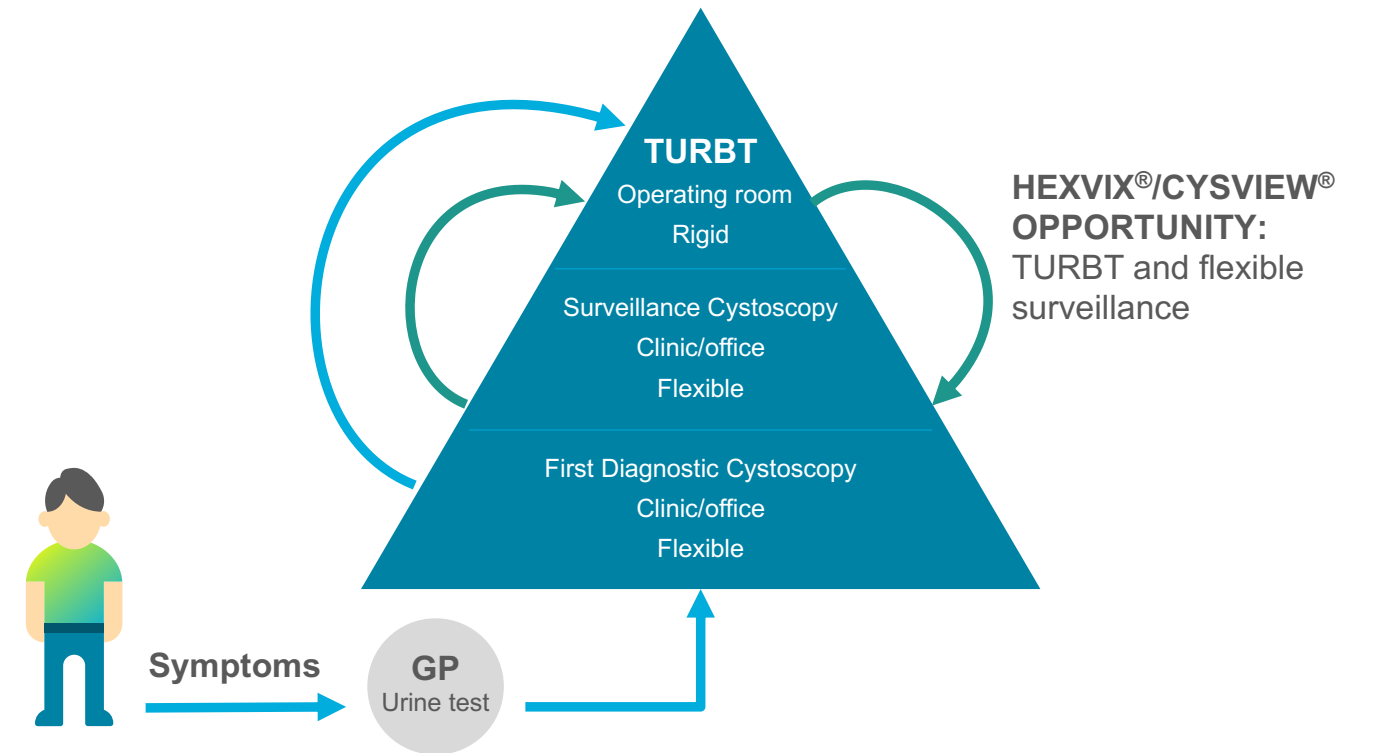 TURBT
Operating room
Rigid
HEXVIX®/CYSVIEW®
OPPORTUNITY:
TURBT and flexible
surveillance
Surveillance Cystoscopy
Clinic/office
Flexible
First Diagnostic Cystoscopy
Clinic/office
Flexible
Symptoms
GP
Urine test